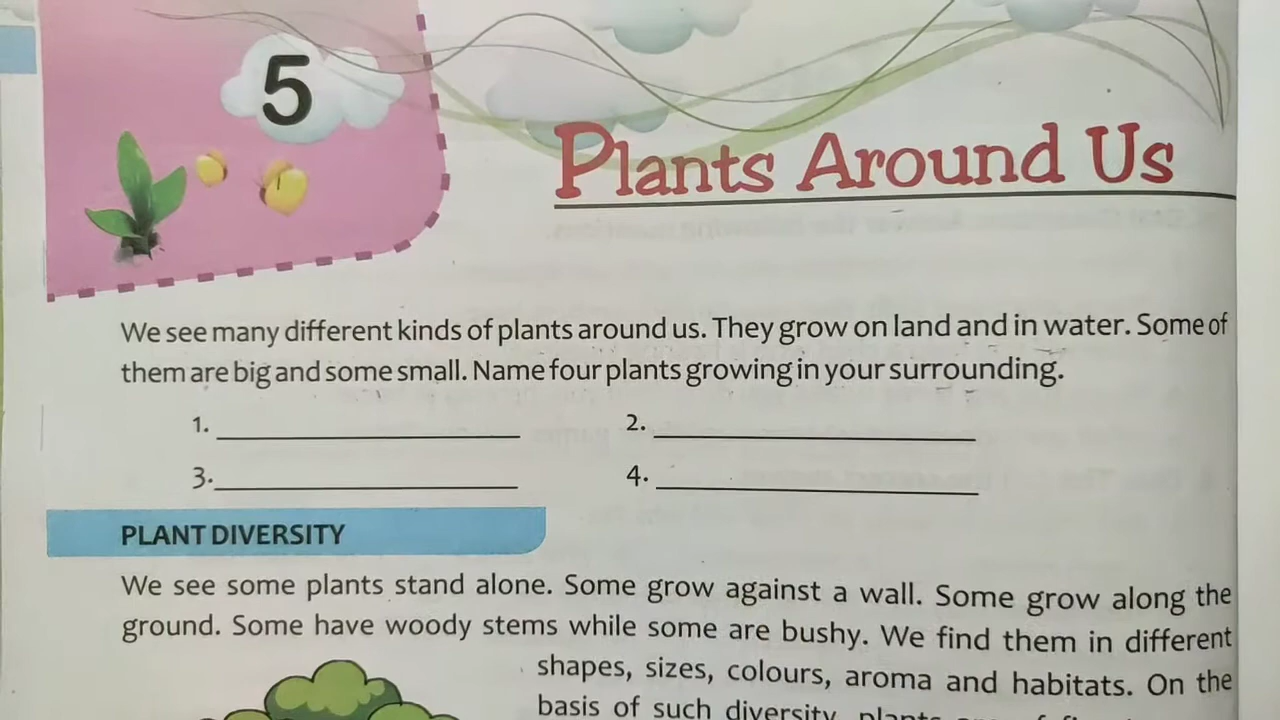 5
Plants Around Us
We see many different kinds of plants around us. They grow on land and in water. Some of
them are big and some small. Name four plants growing in your surrounding.
1. 2.
3. 4.
PLANT DIVERSITY
We see some plants stand alone. Some grow against a wall. Some grow along the
ground. Some have woody stems while some are bushy. We find them in different
shapes, sizes, colours, aroma and habitats. On the
basis of such diversity, plants are of